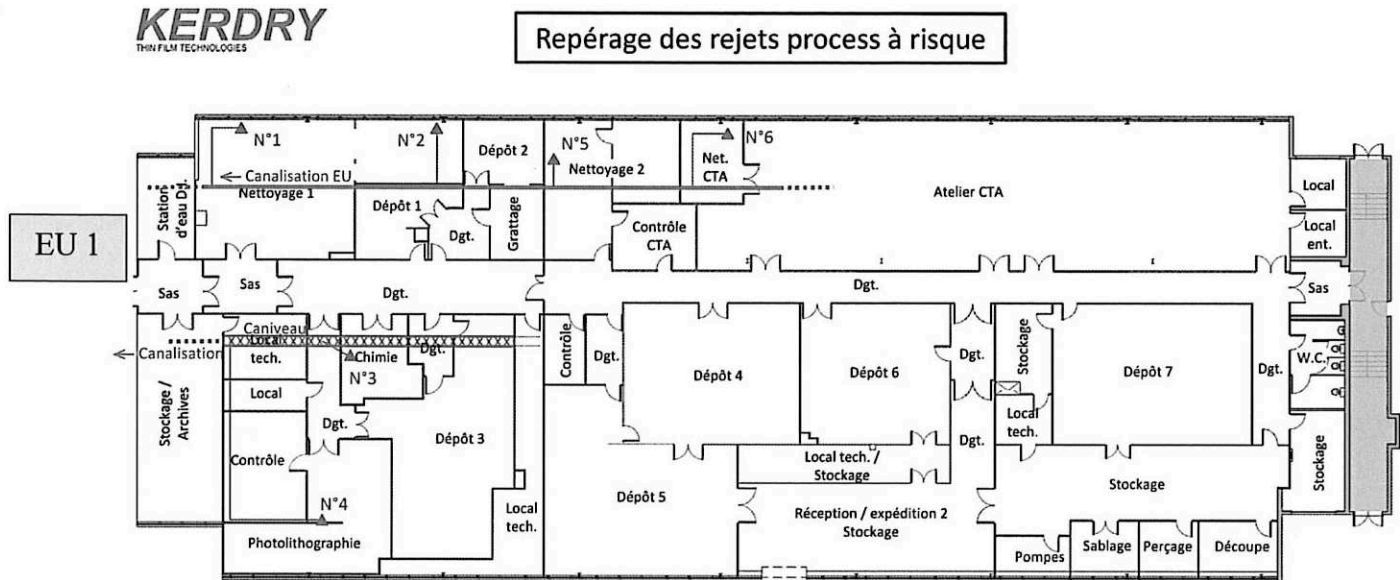 KERDRY
THIN FILM TECHNOLOGIES
Repérage des rejets process à risque
N°1
N°2
Dépôt 2
N°5
N°6
Canalisation EU
Nettoyage 1
Nettoyage 2
Net.
CTA
Atelier CTA
Local
Station
d'eau DI.
Dépôt 1
Dgt.
Grattage
Contrôle
CTA
Local
ent.
EU 1
Sas
Sas
Dgt.
Dgt.
Sas
Caniveau
Canalisation
Local
tech.
Chimie
Dgt.
N°3
Contrôle
Dgt.
Dépôt 4
Dépôt 6
Dgt.
Stockage
Dépôt 7
Dgt.
W.C.
Stockage /
Archives
Local
Dgt.
Dépôt 3
Local
tech.
Contrôle
Dgt.
Local tech. /
Stockage
Stockage
Stockage
N°4
Photolithographie
Local
tech.
Dépôt 5
Réception / expédition 2
Stockage
Pompes
Sablage
Perçage
Découpe